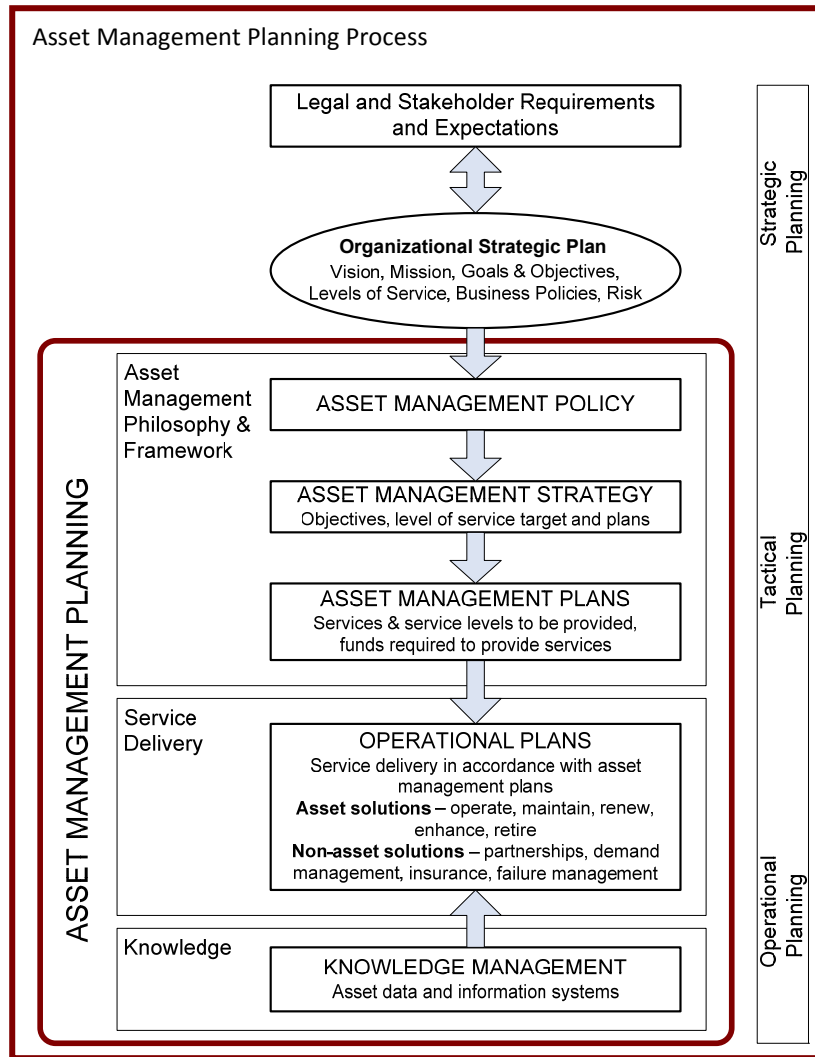 Asset Management Planning Process
Legal and Stakeholder Requirements
and Expectations
Organizational Strategic Plan
Vision, Mission, Goals & Objectives,
Levels of Service, Business Policies, Risk
Strategic
Planning
ASSET MANAGEMENT PLANNING
Asset
Management
Philosophy &
Framework
ASSET MANAGEMENT POLICY
ASSET MANAGEMENT STRATEGY
Objectives, level of service target and plans
ASSET MANAGEMENT PLANS
Services & service levels to be provided,
funds required to provide services
Tactical
Planning
Service
Delivery
OPERATIONAL PLANS
Service delivery in accordance with asset
management plans
Asset solutions – operate, maintain, renew,
enhance, retire
Non-asset solutions – partnerships, demand
management, insurance, failure management
Operational
Planning
Knowledge
KNOWLEDGE MANAGEMENT
Asset data and information systems